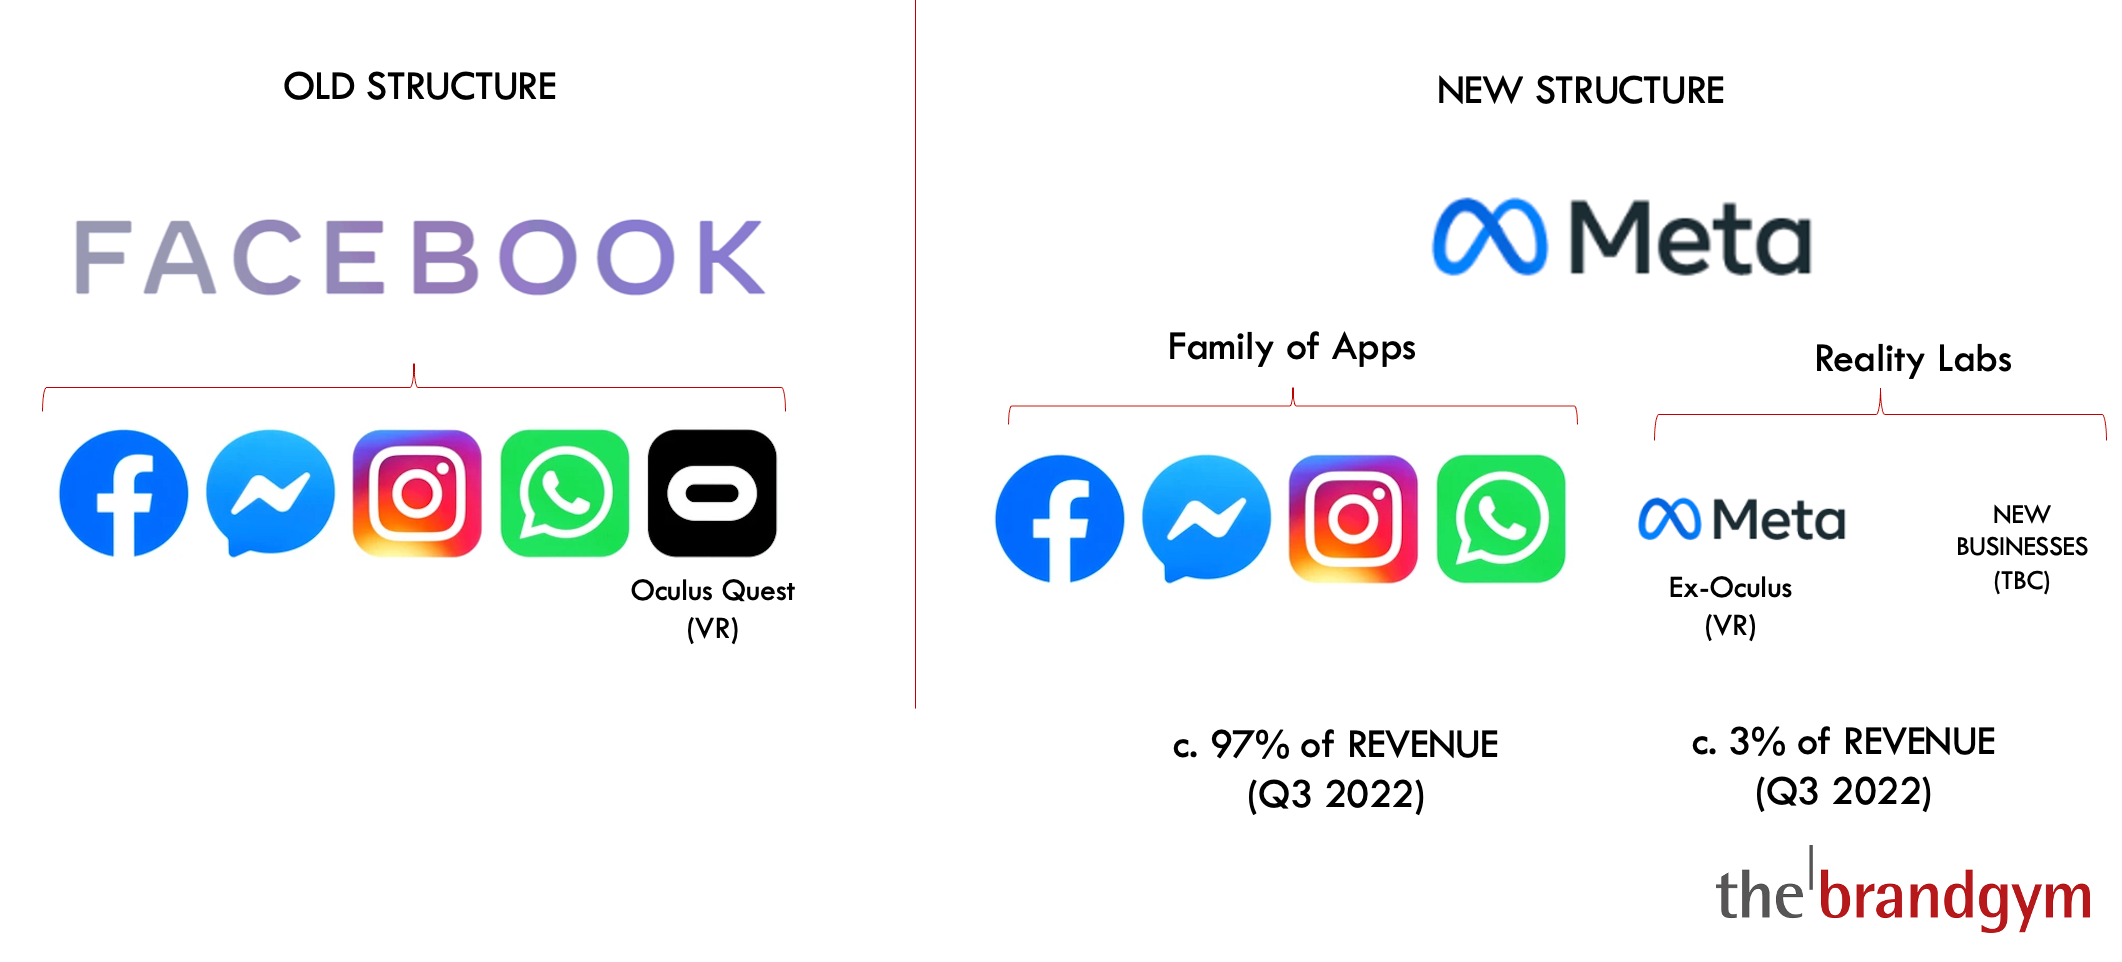 OLD STRUCTURE
FACEBOOK
Oculus Quest
(VR)
NEW STRUCTURE
Meta
Family of Apps
Reality Labs
Meta
Ex-Oculus
(VR)
NEW
BUSINESSES
(TBC)
c. 97% of REVENUE
(Q3 2022)
c. 3% of REVENUE
(Q3 2022)
the brandgym